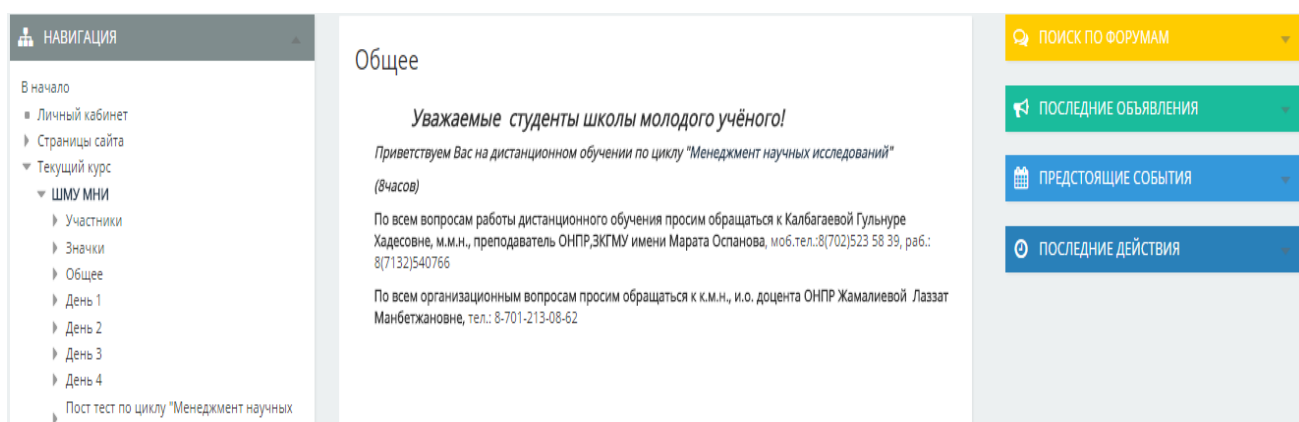 НАВИГАЦИЯ
В начало
Личный кабинет
Страницы сайта
Текущий курс
ШМУ МНИ
Участники
Значки
Общее
День 1
День 2
День 3
День 4
Пост тест по циклу "Менеджмент научных
Общее
Уважаемые студенты школы молодого учёного!
Приветствуем Вас на дистанционном обучении по циклу "Менеджмент научных исследований"
(8часов)
По всем вопросам работы дистанционного обучения просим обращаться к Калбагаевой Гульнуре
Хадесовне, м.м.н., преподаватель ОНПР,ЗКГМУ имени Марата Оспанова, моб.тел.:8(702)523 58 39, раб.:
8(7132)540766
По всем организационным вопросам просим обращаться к к.м.н., и.о. доцента ОНПР Жамалиевой Лаззат
Манбетжановне, тел.: 8-701-213-08-62
ПОИСК ПО ФОРУМАМ
ПОСЛЕДНИЕ ОБЪЯВЛЕНИЯ
ПРЕДСТОЯЩИЕ СОБЫТИЯ
ПОСЛЕДНИЕ ДЕЙСТВИЯ